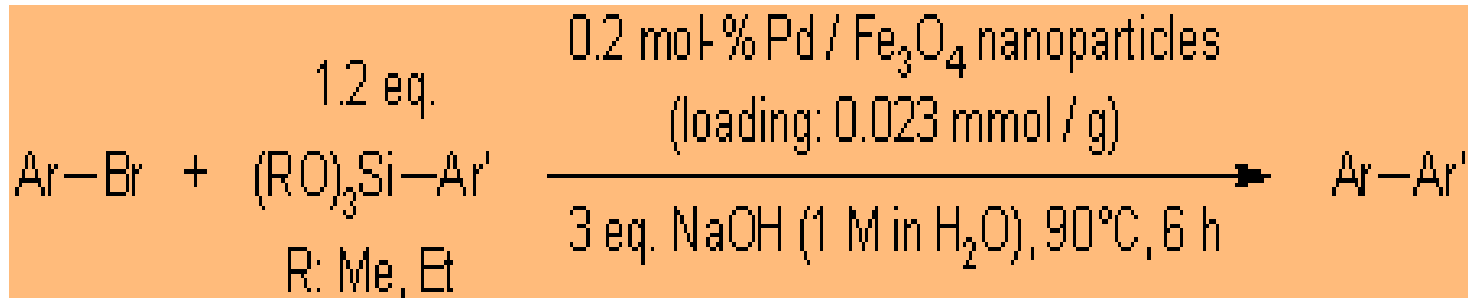 0.2 mol-% Pd / Fe₃O₄ nanoparticles
1.2 eq.
(loading: 0.023 mmol / g)
Ar—Br + (RO)₃Si—Ar' Ar—Ar'
3 eq. NaOH (1 M in H₂O), 90°C, 6 h
R: Me, Et